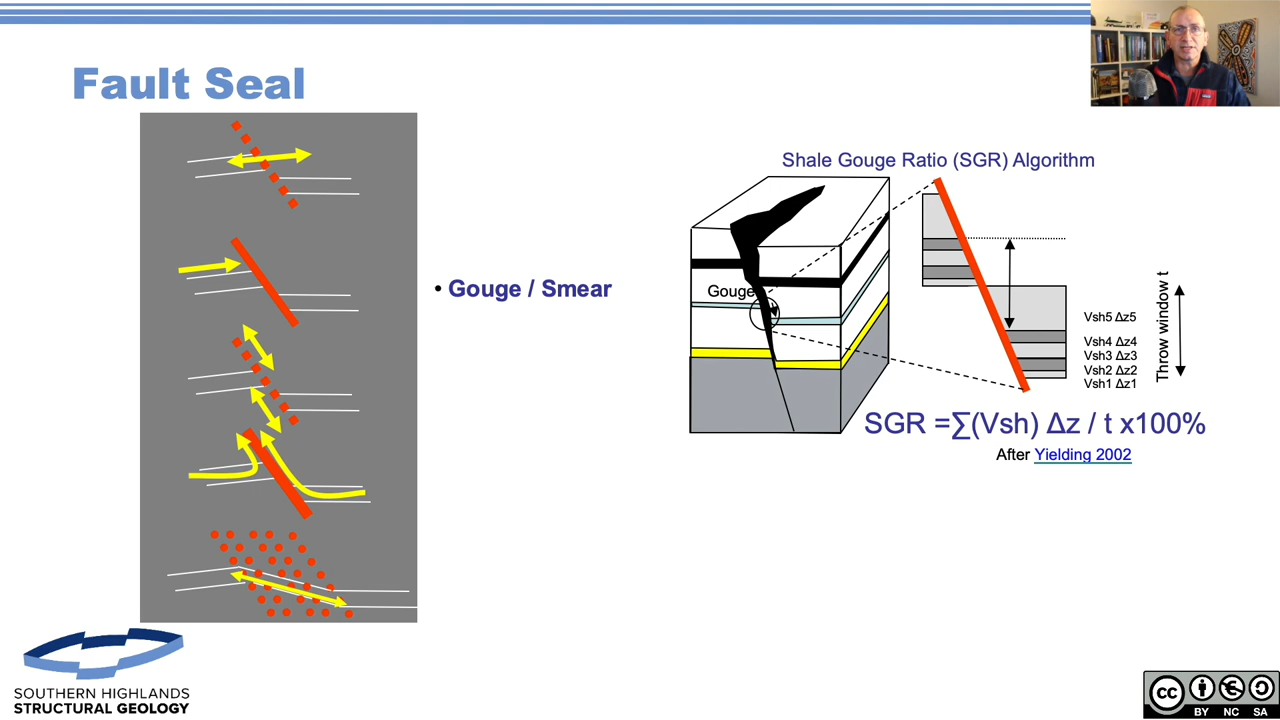 Fault Seal
• Gouge / Smear
Shale Gouge Ratio (SGR) Algorithm
Gouge
Vsh5 Δz5
Vsh4 Δz4
Vsh3 Δz3
Vsh2 Δz2
Vsh1 Δz1
Throw window t
SGR =∑(Vsh) Δz / t x100%
After Yielding 2002
SOUTHERN HIGHLANDS
STRUCTURAL GEOLOGY
CC
BY NC SA